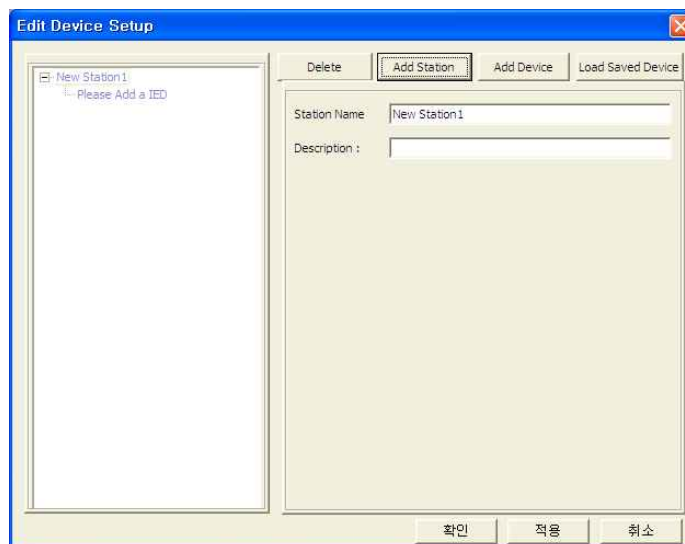 Edit Device Setup
New Station1
Please Add a IED
Delete
Add Station
Add Device
Load Saved Device
Station Name
New Station1
Description :
확인
적용
취소